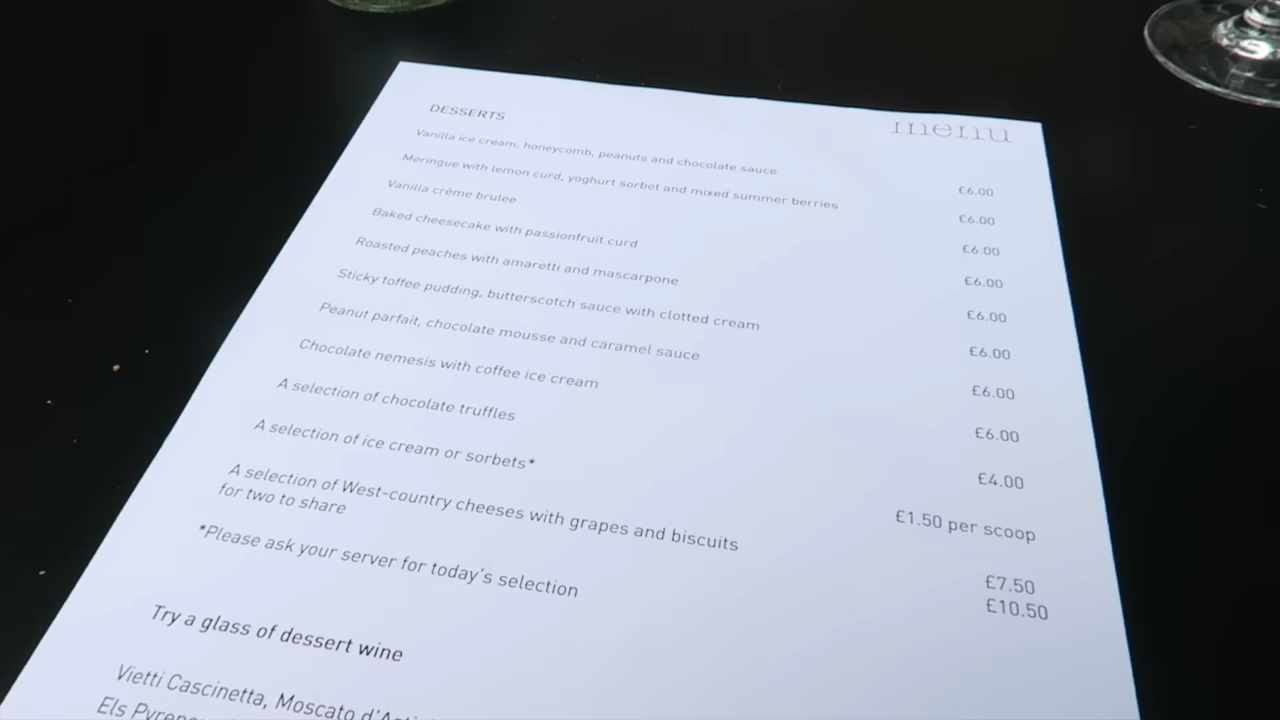 menu
DESSERTS
Vanilla ice cream, honeycomb, peanuts and chocolate sauce £6.00
Meringue with lemon curd, yoghurt sorbet and mixed summer berries £6.00
Vanilla crème brulee £6.00
Baked cheesecake with passionfruit curd £6.00
Roasted peaches with amaretti and mascarpone £6.00
Sticky toffee pudding, butterscotch sauce with clotted cream £6.00
Peanut parfait, chocolate mousse and caramel sauce £6.00
Chocolate nemesis with coffee ice cream £6.00
A selection of chocolate truffles £4.00
A selection of ice cream or sorbets* £1.50 per scoop
A selection of West-country cheeses with grapes and biscuits £7.50
for two to share £10.50
*Please ask your server for today's selection
Try a glass of dessert wine
Vietti Cascinetta, Moscato
Els